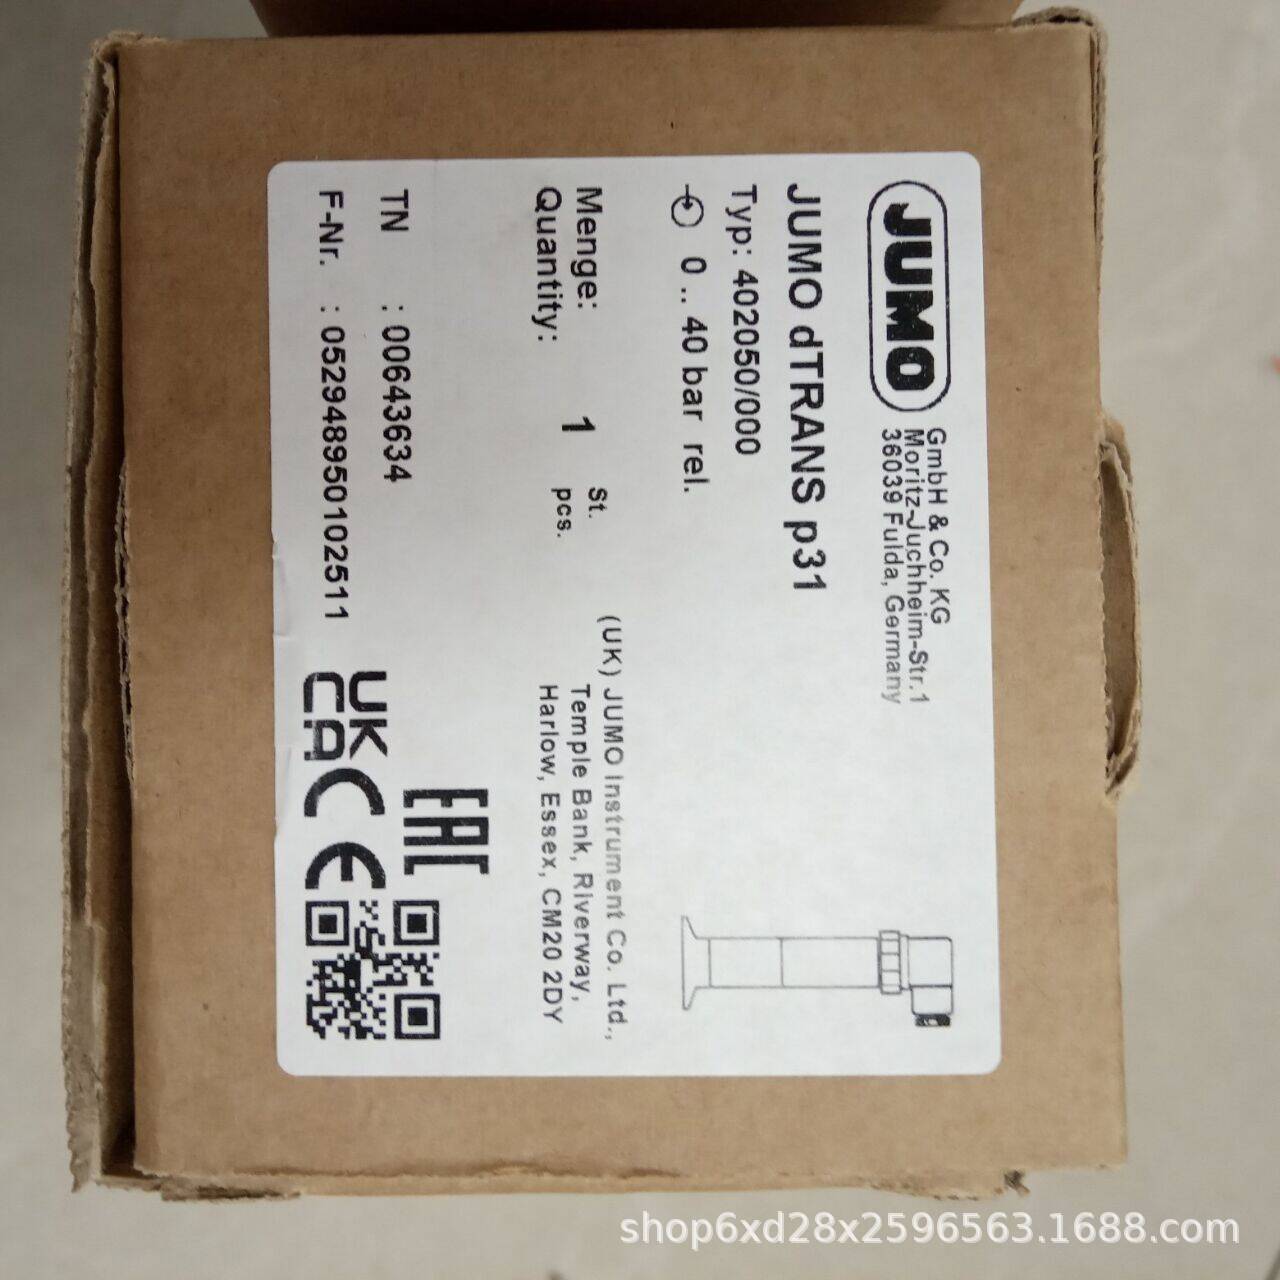 JUMO
GmbH & Co. KG
Moritz-Juchheim-Str.1
36039 Fulda, Germany
JUMO dTRANS p31
Typ: 402050/000
0 .. 40 bar rel.
Menge:
Quantity:
1
St.
pcs.
(UK) JUMO Instrument Co. Ltd.,
Temple Bank, Riverway,
Harlow, Essex, CM20 2DY
TN : 00643634
F-Nr. : 052948950102511
EAC
UK
CA
CE
shop6xd28x2596563.1688.com